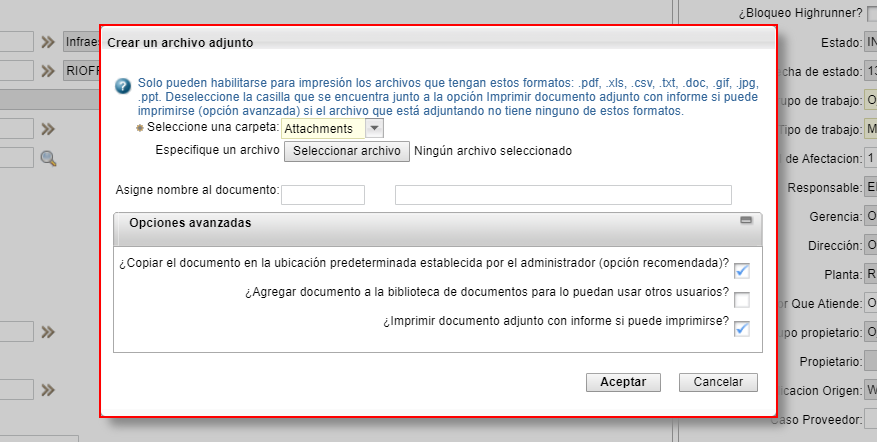 ¿Bloqueo Highrunner?
Crear un archivo adjunto
Infraes
Estado: IN
Solo pueden habilitarse para impresión los archivos que tengan estos formatos: .pdf, .xls, .csv, .txt, .doc, .gif, .jpg,
.ppt. Deseleccione la casilla que se encuentra junto a la opción Imprimir documento adjunto con informe si puede
imprimirse (opción avanzada) si el archivo que está adjuntando no tiene ninguno de estos formatos.
RIOFF
cha de estado: 13
upo de trabajo: O
Tipo de trabajo: M
Seleccione una carpeta: Attachments
Especifique un archivo Seleccionar archivo Ningún archivo seleccionado
l de Afectacion: 1
Asigne nombre al documento:
Responsable: El
Opciones avanzadas
Gerencia: O
Dirección: O
¿Copiar el documento en la ubicación predeterminada establecida por el administrador (opción recomendada)?
Planta: R
¿Agregar documento a la biblioteca de documentos para lo puedan usar otros usuarios?
or Que Atiende: O
¿Imprimir documento adjunto con informe si puede imprimirse?
upo propietario: O
Propietario:
Aceptar Cancelar
icacion Origen: W
Caso Proveedor: